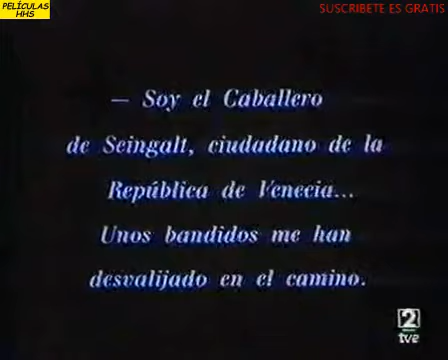 PELÍCULAS
HHS
SUSCRIBETE ES GRATIS
— Soy el Caballero
de Seingalt, ciudadano de la
República de Venecia...
Unos bandidos me han
desvalijado en el camino.
2
tve